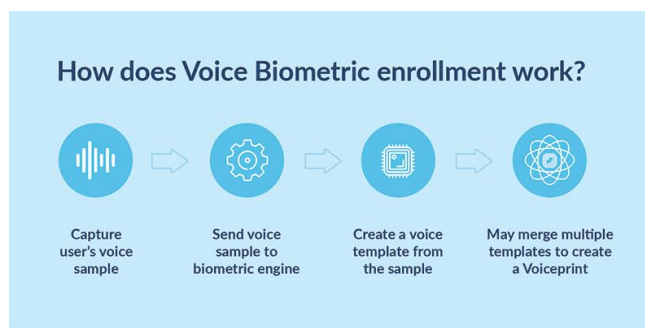 How does Voice Biometric enrollment work?
Capture
user's voice
sample
Send voice
sample to
biometric engine
Create a voice
template from
the sample
May merge multiple
templates to create
a Voiceprint